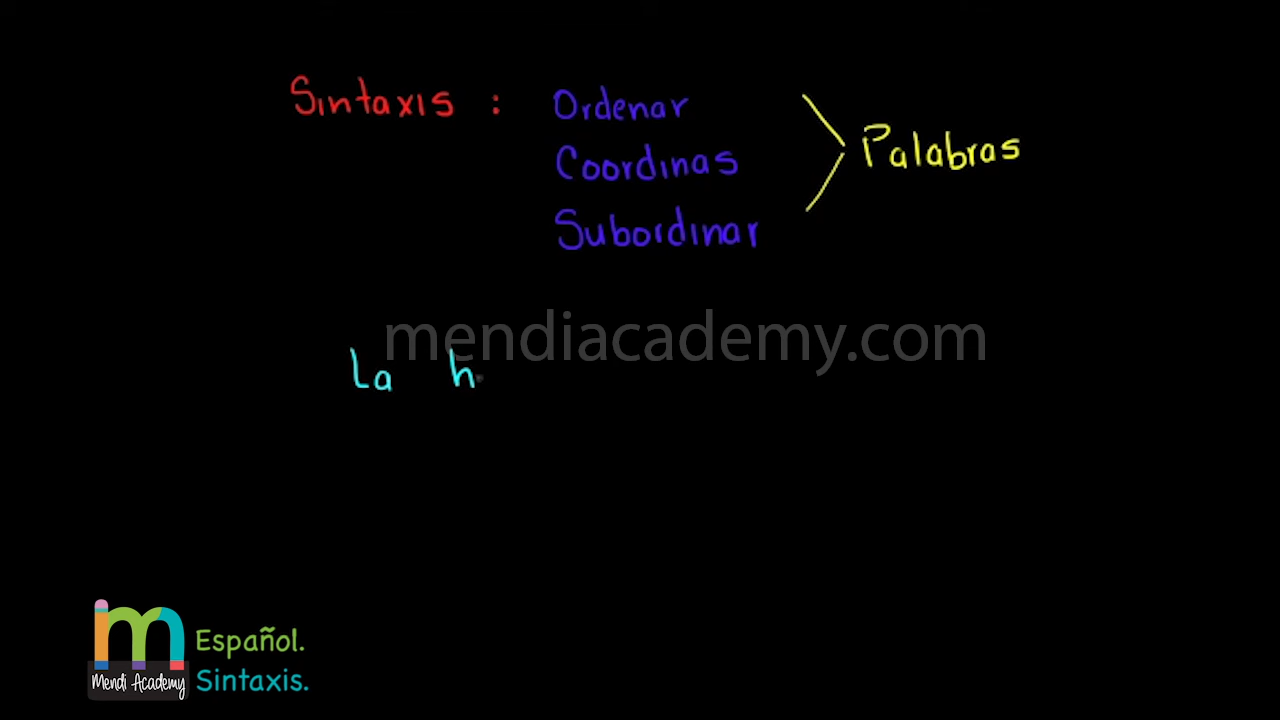 Sintaxis : Ordenar
Coordinas
Subordinar
Palabras
mendiacademy.com
La h
Español.
Mendi Academy
Sintaxis.